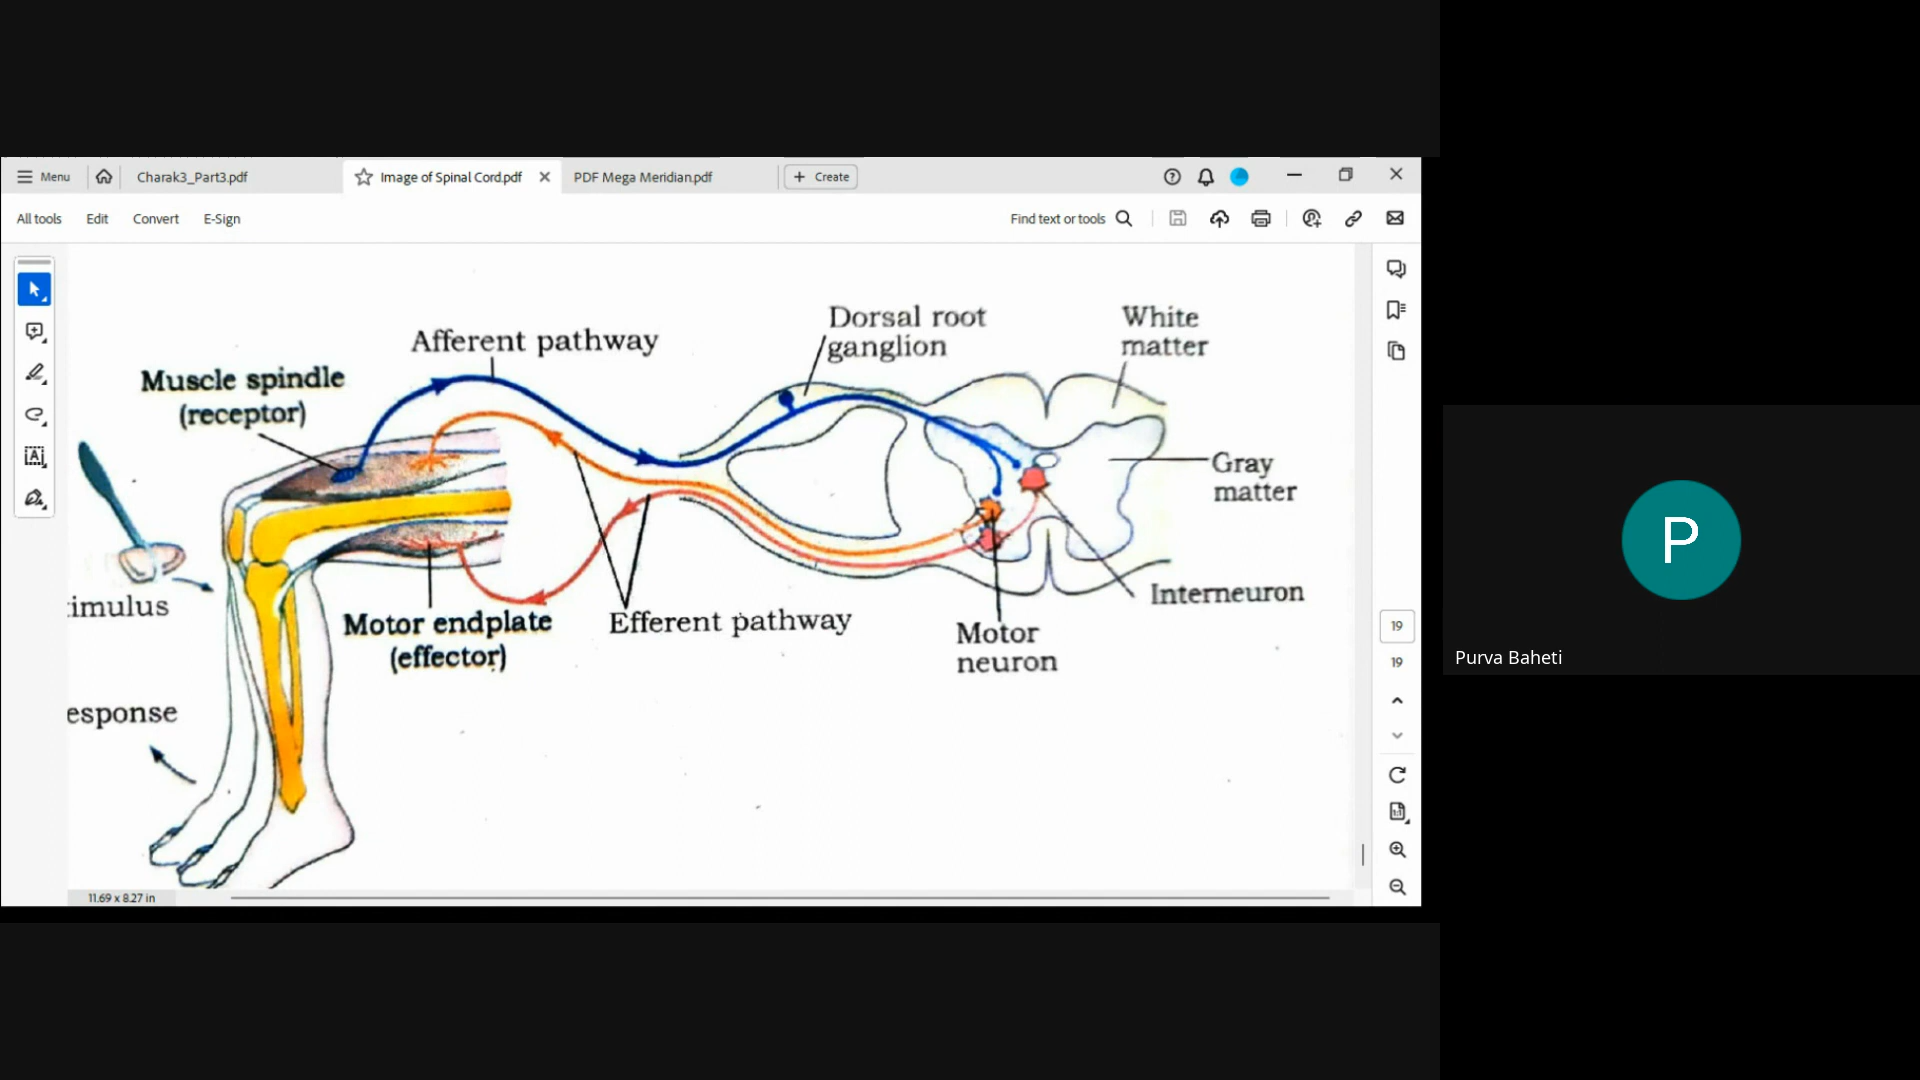 Menu
Charak3_Part3.pdf
Image of Spinal Cord.pdf
PDF Mega Meridian.pdf
Create
All tools
Edit
Convert
E-Sign
Find text or tools
Afferent pathway
Dorsal root
ganglion
White
matter
Muscle spindle
(receptor)
Gray
matter
imulus
Motor endplate
(effector)
Efferent pathway
Interneuron
Motor
neuron
esponse
19
19
11.69 x 8.27 in
P
Purva Baheti